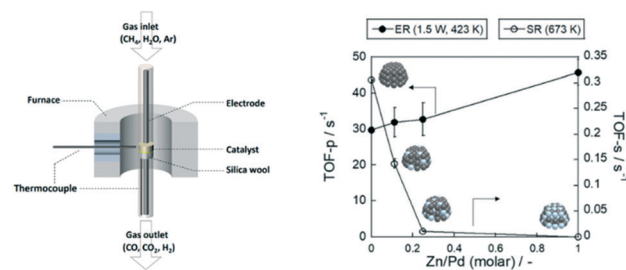 Gas inlet
(CH4, H2O, Ar)
Furnace
Electrode
Catalyst
Silica wool
Thermocouple
Gas outlet
(CO, CO2, H2)
ER (1.5 W, 423 K)
SR (673 K)
TOF-p / s⁻¹
50
40
30
20
10
0
0
0.2
0.4
0.6
0.8
1
Zn/Pd (molar) / -
0.35
0.3
0.25
0.2
0.15
0.1
0.05
0
TOF-s / s⁻¹